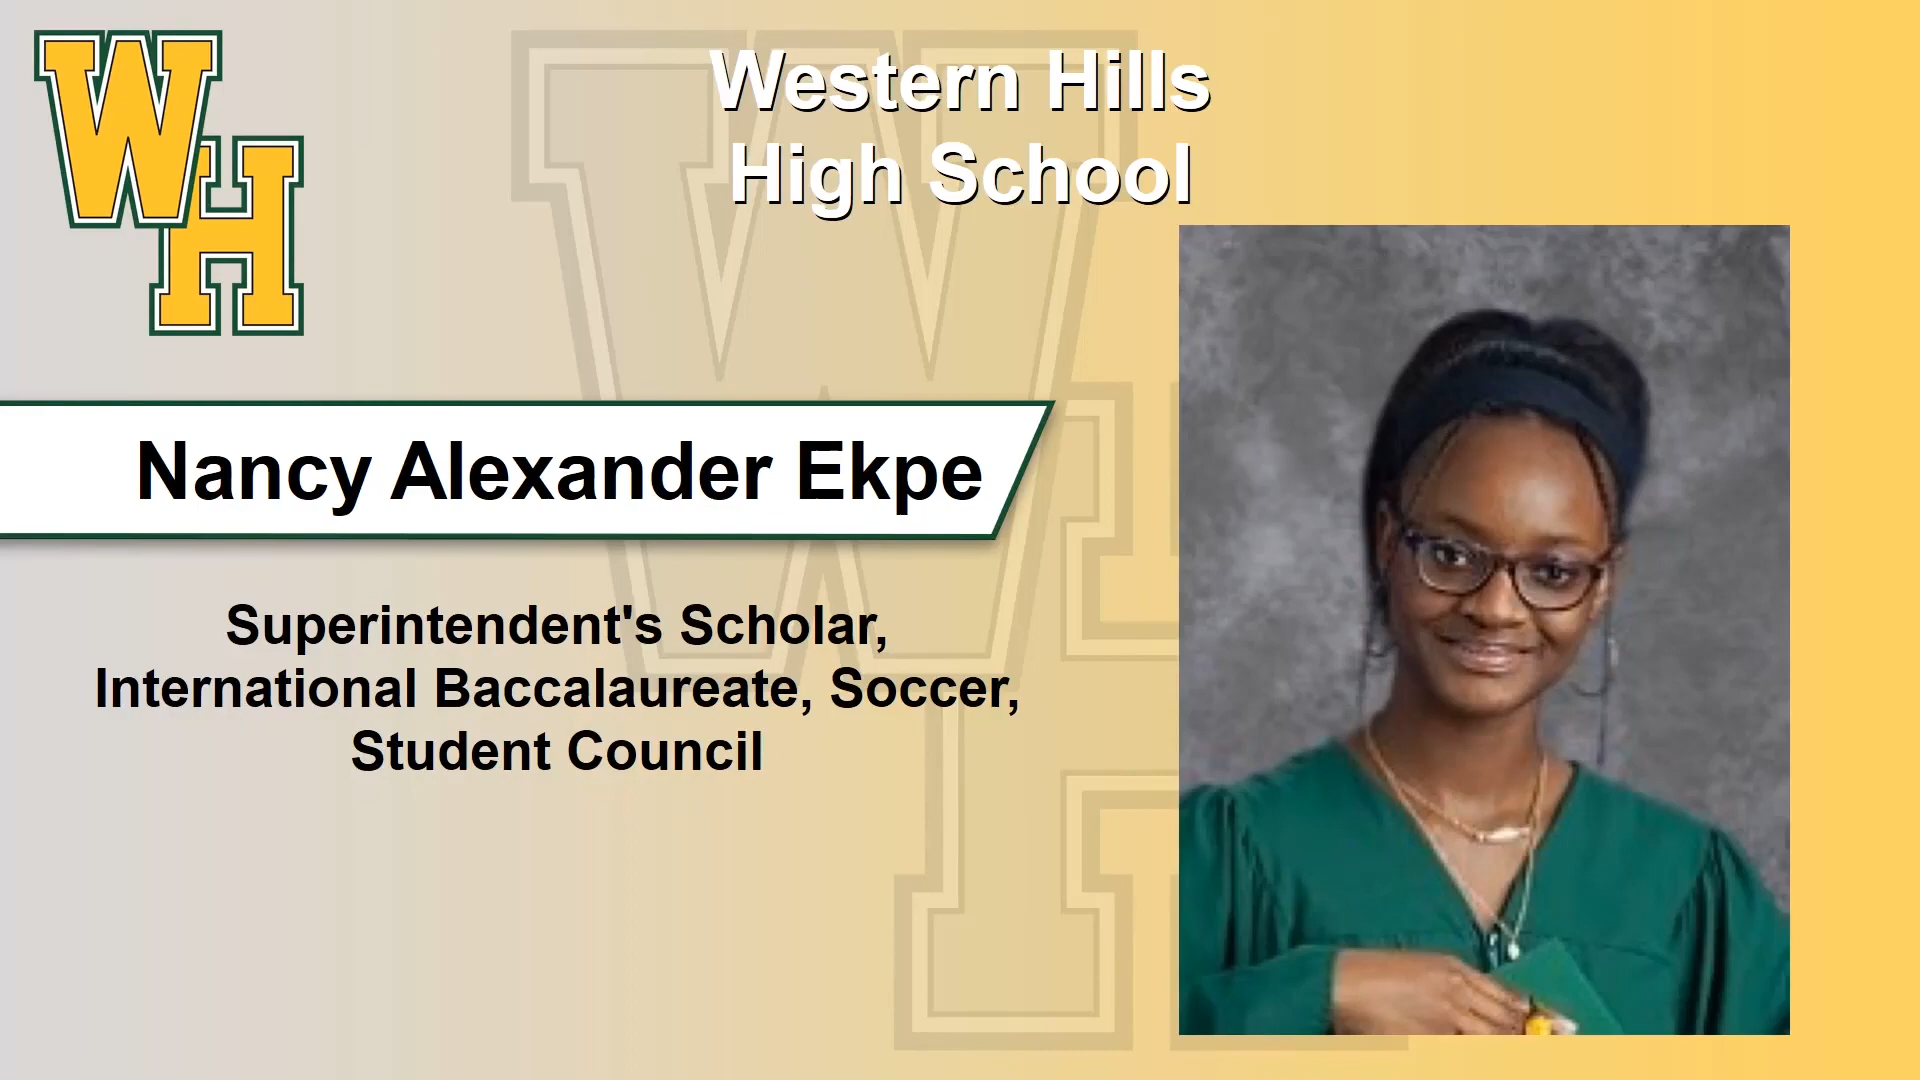 WH
Western Hills
High School
Nancy Alexander Ekpe
Superintendent's Scholar,
International Baccalaureate, Soccer,
Student Council